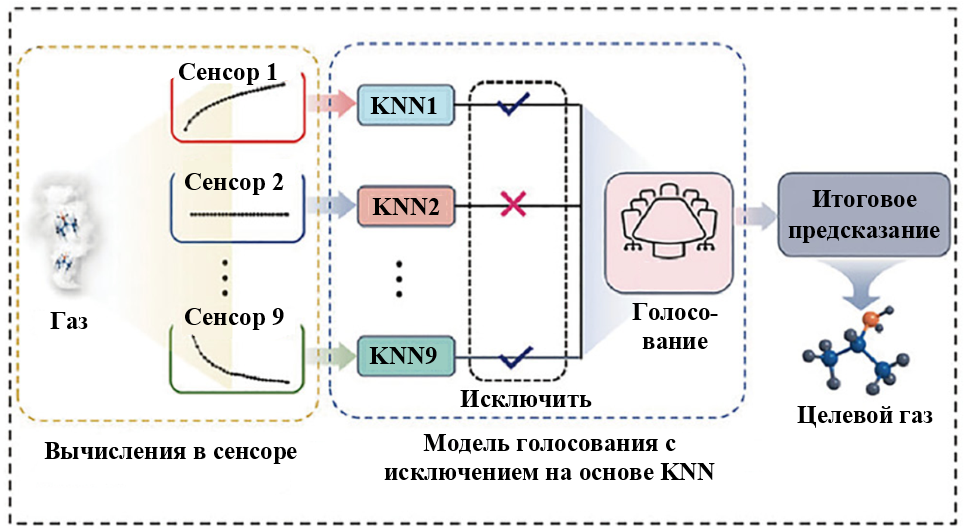 Сенсор 1
KNN1
Сенсор 2
KNN2
Итоговое
предсказание
Газ
Сенсор 9
KNN9
Голосо-
вание
Исключить
Целевой газ
Вычисления в сенсоре
Модель голосования с
исключением на основе KNN